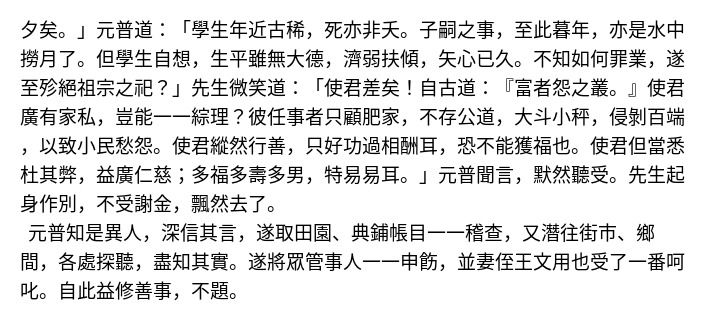 夕矣。」元普道：「學生年近古稀，死亦非夭。子嗣之事，至此暮年，亦是水中
撈月了。但學生自想，生平雖無大德，濟弱扶傾，矢心已久。不知如何罪業，遂
至殄絕祖宗之祀？」先生微笑道：「使君差矣！自古道：『富者怨之叢。』使君
廣有家私，豈能一一綜理？彼任事者只顧肥家，不存公道，大斗小秤，侵剝百端
，以致小民愁怨。使君縱然行善，只好功過相酬耳，恐不能獲福也。使君但當悉
杜其弊，益廣仁慈；多福多壽多男，特易易耳。」元普聞言，默然聽受。先生起
身作別，不受謝金，飄然去了。
元普知是異人，深信其言，遂取田園、典鋪帳目一一稽查，又潛往街市、鄉
間，各處探聽，盡知其實。遂將眾管事人一一申飭，並妻侄王文用也受了一番呵
叱。自此益修善事，不題。